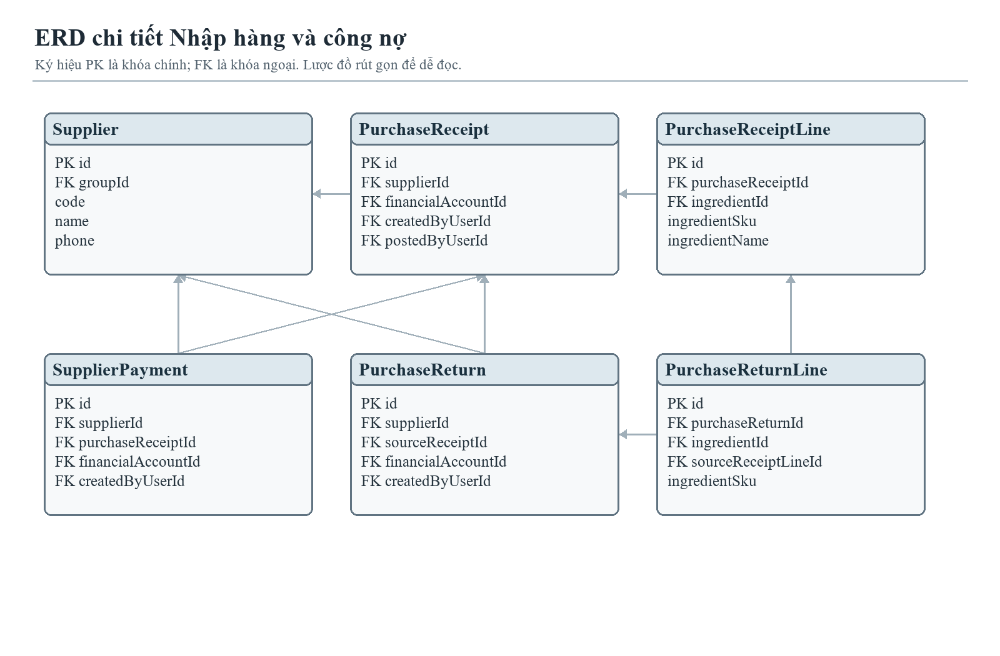 ERD chi tiết Nhập hàng và công nợ
Ký hiệu PK là khóa chính; FK là khóa ngoại. Lược đồ rút gọn để dễ đọc.
Supplier
PK id
FK groupId
code
name
phone
PurchaseReceipt
PK id
FK supplierId
FK financialAccountId
FK createdByUserId
FK postedByUserId
PurchaseReceiptLine
PK id
FK purchaseReceiptId
FK ingredientId
ingredientSku
ingredientName
SupplierPayment
PK id
FK supplierId
FK purchaseReceiptId
FK financialAccountId
FK createdByUserId
PurchaseReturn
PK id
FK supplierId
FK sourceReceiptId
FK financialAccountId
FK createdByUserId
PurchaseReturnLine
PK id
FK purchaseReturnId
FK ingredientId
FK sourceReceiptLineId
ingredientSku